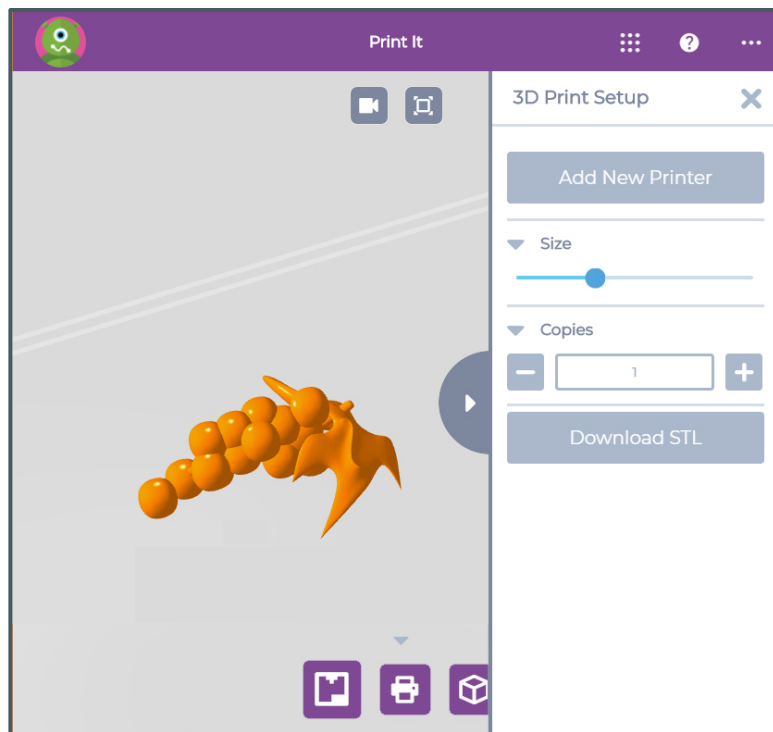 Print It
3D Print Setup
Add New Printer
Size
Copies
1
Download STL